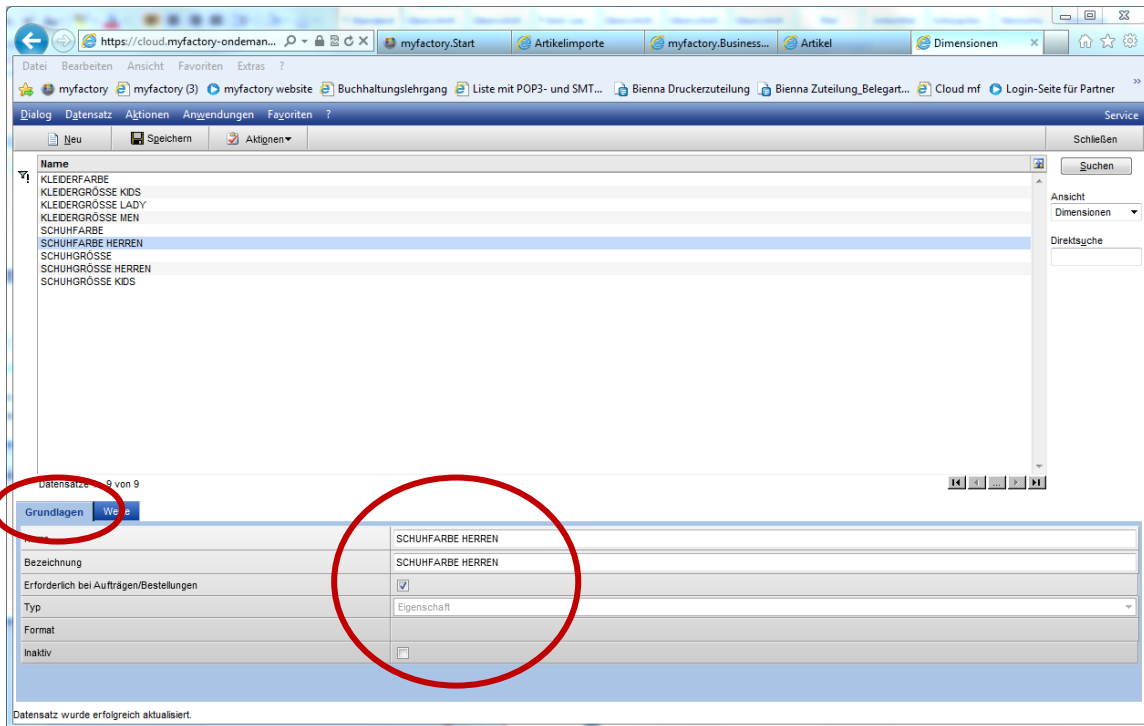 https://cloud.myfactory-ondeman... myfactory.Start Artikelimporte myfactory.Business... Artikel Dimensionen
Datei Bearbeiten Ansicht Favoriten Extras ?
myfactory myfactory (3) myfactory website Buchhaltungslehrgang Liste mit POP3- und SMT... Bienna Druckerzuteilung Bienna Zuteilung_Belegart... Cloud mf Login-Seite für Partner »
Dialog Datensatz Aktionen Anwendungen Favoriten ? Service
Neu Speichern Aktionen Schließen
Name
Suchen
KLEIDERFARBE
KLEIDERGRÖSSE KIDS
KLEIDERGRÖSSE LADY
KLEIDERGRÖSSE MEN
SCHUHFARBE
SCHUHFARBE HERREN
SCHUHGRÖSSE
SCHUHGRÖSSE HERREN
SCHUHGRÖSSE KIDS
Ansicht
Dimensionen
Direktsuche
Datensätze 9 von 9
Grundlagen Werte
Name SCHUHFARBE HERREN
Bezeichnung SCHUHFARBE HERREN
Erforderlich bei Aufträgen/Bestellungen
Typ Eigenschaft
Format
Inaktiv
Datensatz wurde erfolgreich aktualisiert.